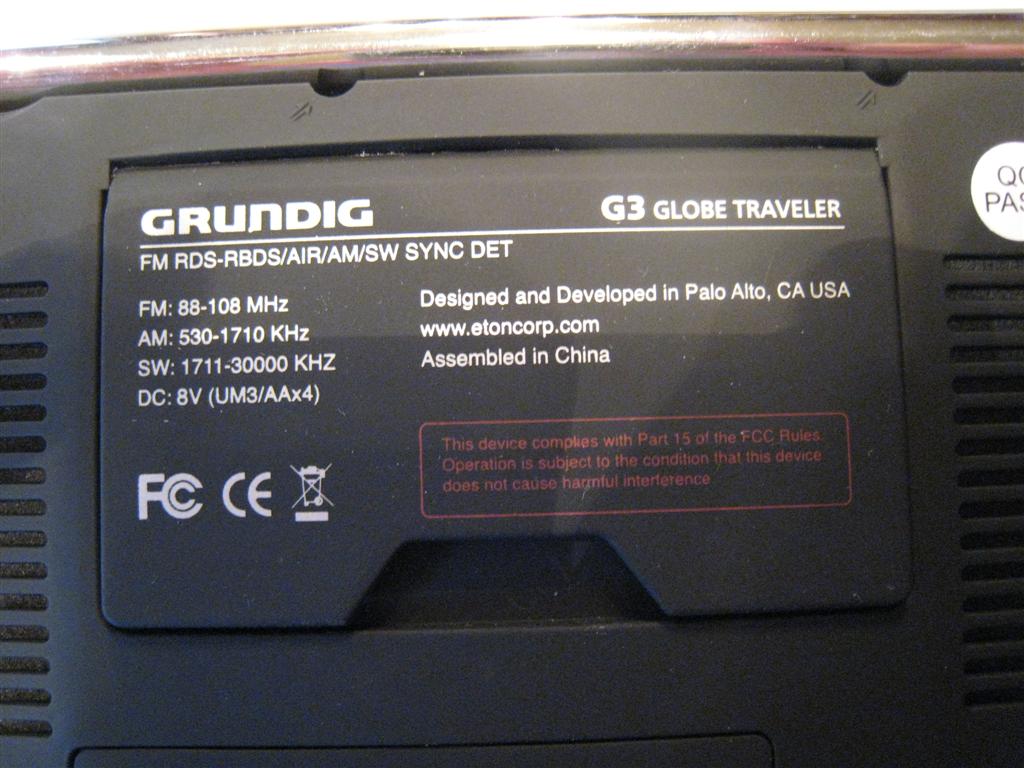 GRUNDIG
G3 GLOBE TRAVELER
FM RDS-RBDS/AIR/AM/SW SYNC DET
FM: 88-108 MHz
AM: 530-1710 KHz
SW: 1711-30000 KHZ
DC: 8V (UM3/AAx4)
Designed and Developed in Palo Alto, CA USA
www.etoncorp.com
Assembled in China
This device complies with Part 15 of the FCC Rules.
Operation is subject to the condition that this device
does not cause harmful interference
FC CE